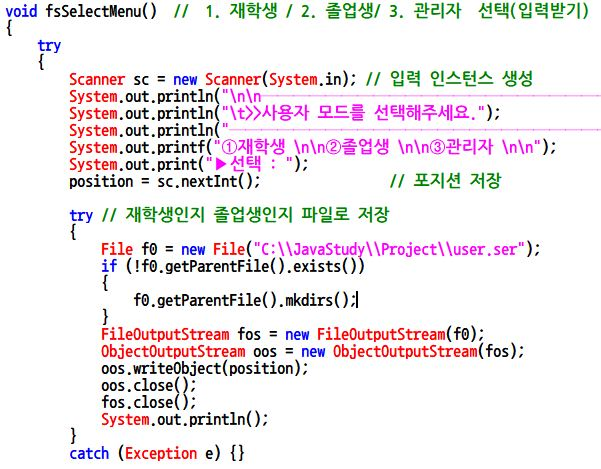 void fsSelectMenu()  //  1. 재학생 / 2. 졸업생/ 3. 관리자  선택(입력받기)
{
    try
    {
        Scanner sc = new Scanner(System.in); // 입력 인스턴스 생성
        System.out.println("\n\n────────────────────────────────
        System.out.println("\t>>사용자 모드를 선택해주세요.");
        System.out.println("──────────────────────────────────
        System.out.printf("①재학생 \n\n②졸업생 \n\n③관리자 \n\n");
        System.out.print("▶선택 : ");
        position = sc.nextInt();                // 포지션 저장

        try // 재학생인지 졸업생인지 파일로 저장
        {
            File f0 = new File("C:\\JavaStudy\\Project\\user.ser");
            if (!f0.getParentFile().exists())
            {
                f0.getParentFile().mkdirs();
            }
            FileOutputStream fos = new FileOutputStream(f0);
            ObjectOutputStream oos = new ObjectOutputStream(fos);
            oos.writeObject(position);
            oos.close();
            fos.close();
            System.out.println();
        }
        catch (Exception e) {}